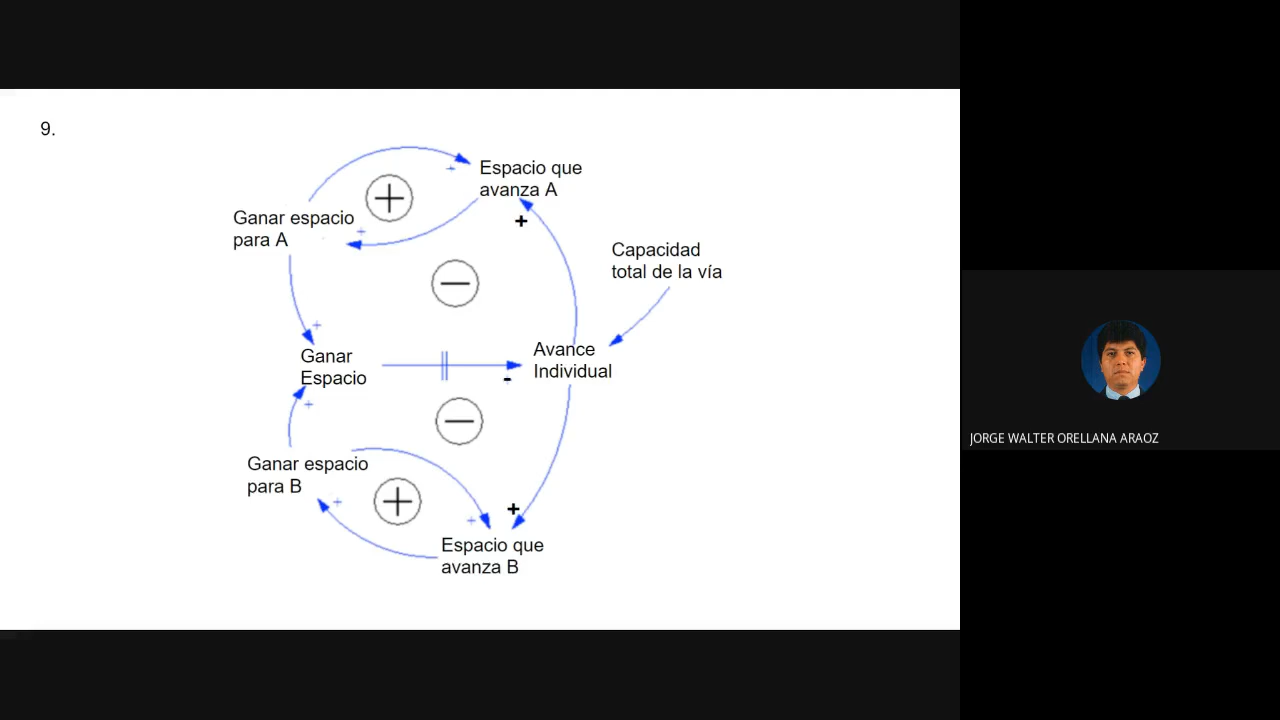 9.
Espacio que
avanza A
+
+
Ganar espacio
para A
+
+
Capacidad
total de la vía
−
+
Ganar
Espacio
Avance
Individual
-
+
−
Ganar espacio
para B
+
+
+
+
Espacio que
avanza B
JORGE WALTER ORELLANA ARAOZ